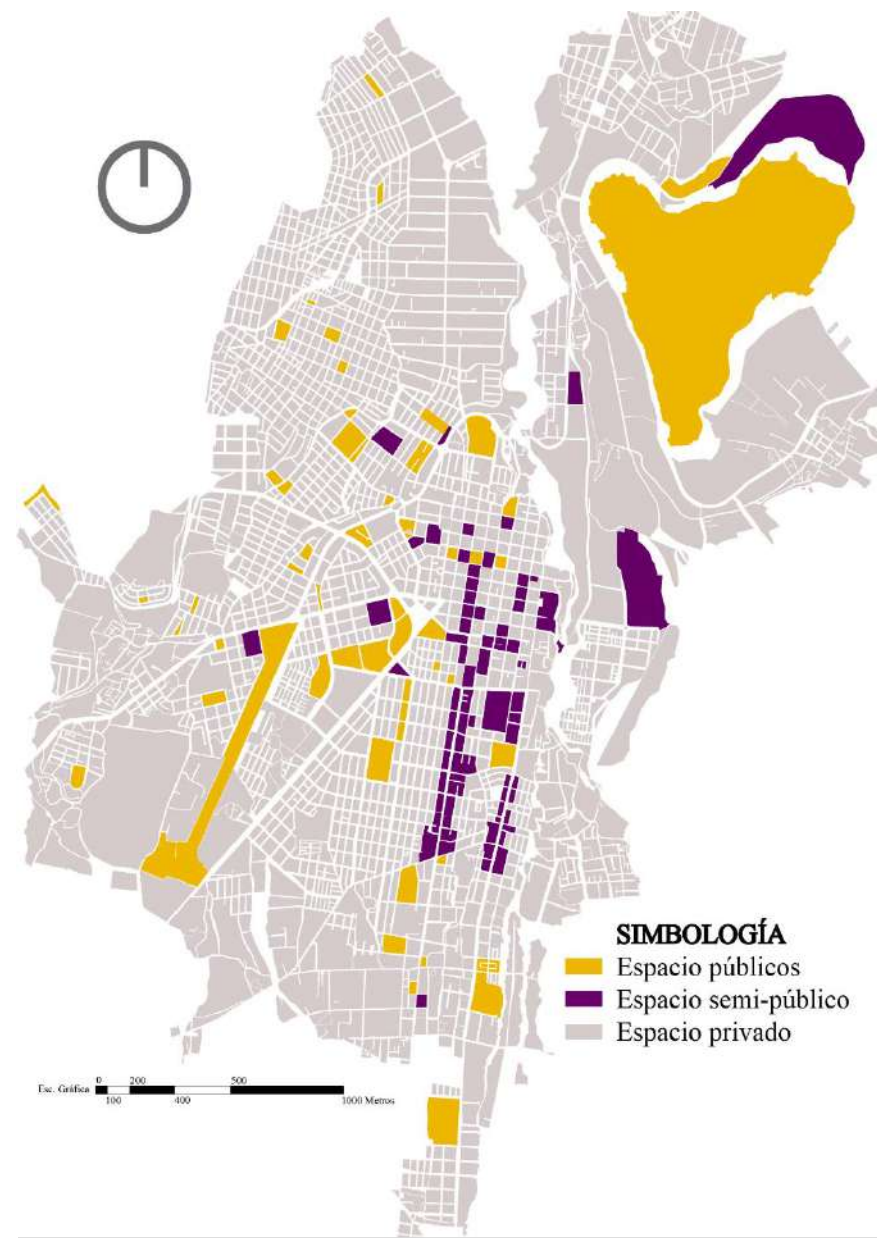 SIMBOLOGÍA
Espacio públicos
Espacio semi-público
Espacio privado
Esc. Gráfica 0 200 500
100 400 1000 Metros